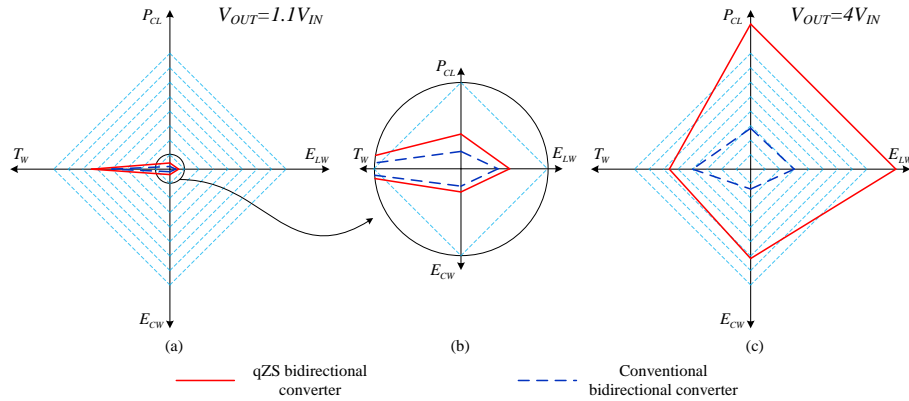 V_OUT=1.1V_IN
P_CL
T_W
E_LW
E_CW
(a)
P_CL
T_W
E_LW
E_CW
(b)
V_OUT=4V_IN
P_CL
T_W
E_LW
E_CW
(c)
qZS bidirectional
converter
Conventional
bidirectional converter